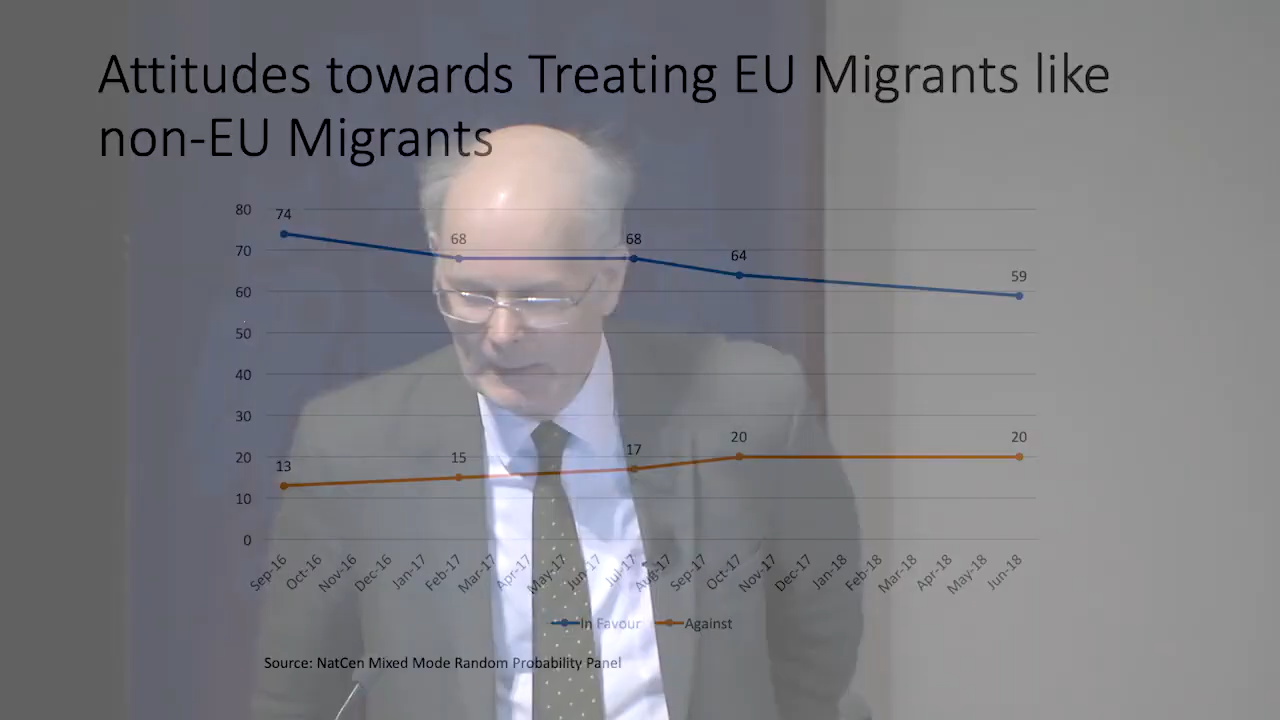 Attitudes towards Treating EU Migrants like
non-EU Migrants
80
70
60
50
40
30
20
10
0
74
68
68
64
59
13
15
17
20
20
Sep-16
Oct-16
Nov-16
Dec-16
Jan-17
Feb-17
Mar-17
Apr-17
May-17
Jun-17
Jul-17
Aug-17
Sep-17
Oct-17
Nov-17
Dec-17
Jan-18
Feb-18
Mar-18
Apr-18
May-18
Jun-18
In Favour
Against
Source: NatCen Mixed Mode Random Probability Panel